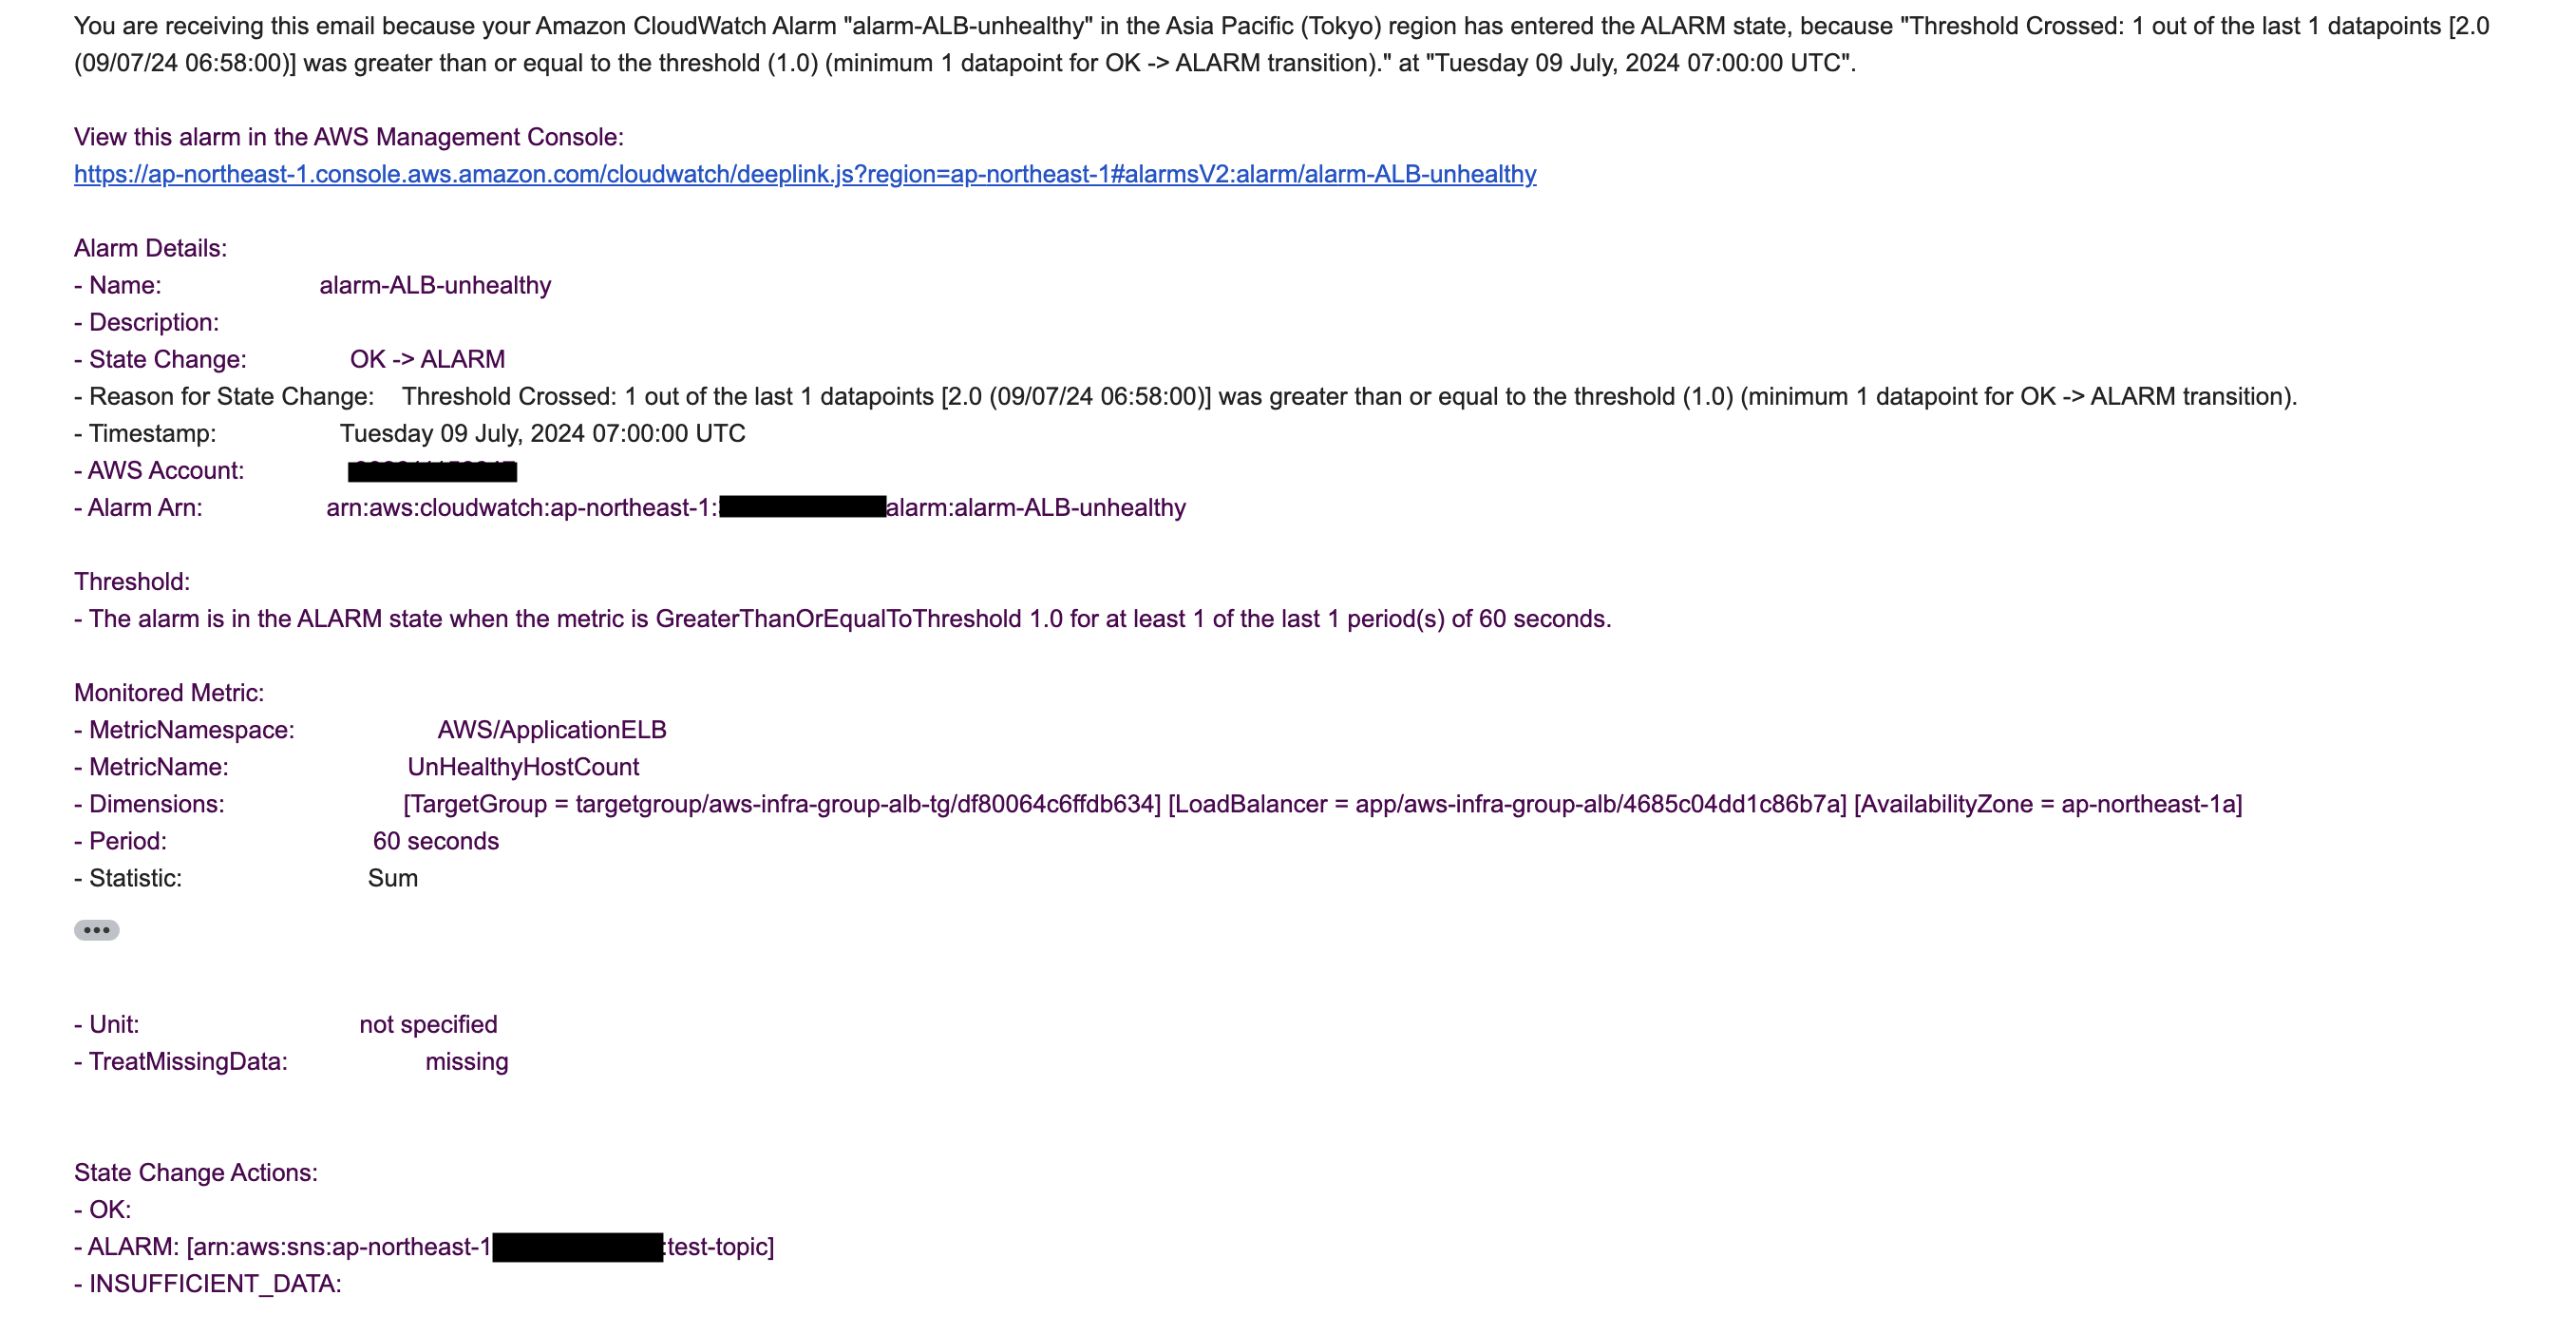 You are receiving this email because your Amazon CloudWatch Alarm "alarm-ALB-unhealthy" in the Asia Pacific (Tokyo) region has entered the ALARM state, because "Threshold Crossed: 1 out of the last 1 datapoints [2.0
(09/07/24 06:58:00)] was greater than or equal to the threshold (1.0) (minimum 1 datapoint for OK -> ALARM transition)." at "Tuesday 09 July, 2024 07:00:00 UTC".
View this alarm in the AWS Management Console:
https://ap-northeast-1.console.aws.amazon.com/cloudwatch/deeplink.js?region=ap-northeast-1#alarmsV2:alarm/alarm-ALB-unhealthy
Alarm Details:
- Name: alarm-ALB-unhealthy
- Description:
- State Change: OK -> ALARM
- Reason for State Change: Threshold Crossed: 1 out of the last 1 datapoints [2.0 (09/07/24 06:58:00)] was greater than or equal to the threshold (1.0) (minimum 1 datapoint for OK -> ALARM transition).
- Timestamp: Tuesday 09 July, 2024 07:00:00 UTC
- AWS Account:
- Alarm Arn: arn:aws:cloudwatch:ap-northeast-1: alarm:alarm-ALB-unhealthy
Threshold:
- The alarm is in the ALARM state when the metric is GreaterThanOrEqualToThreshold 1.0 for at least 1 of the last 1 period(s) of 60 seconds.
Monitored Metric:
- MetricNamespace: AWS/ApplicationELB
- MetricName: UnHealthyHostCount
- Dimensions: [TargetGroup = targetgroup/aws-infra-group-alb-tg/df80064c6ffdb634] [LoadBalancer = app/aws-infra-group-alb/4685c04dd1c86b7a] [AvailabilityZone = ap-northeast-1a]
- Period: 60 seconds
- Statistic: Sum
- Unit: not specified
- TreatMissingData: missing
State Change Actions:
- OK:
- ALARM: [arn:aws:sns:ap-northeast-1 :test-topic]
- INSUFFICIENT_DATA: